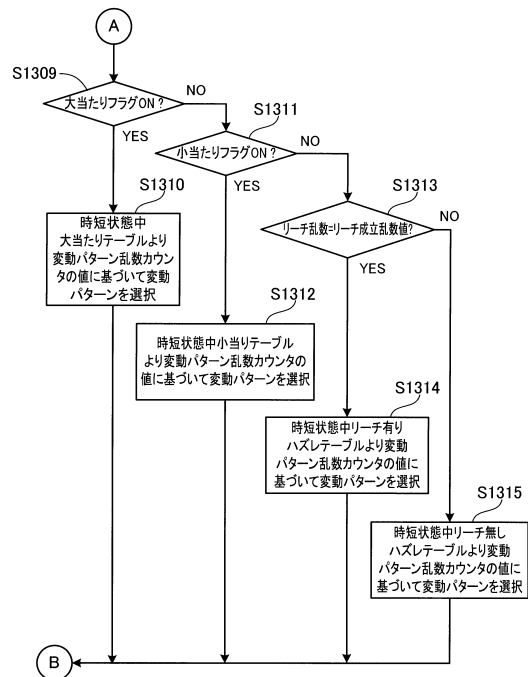 A
S1309
大当たりフラグON?
NO
YES
S1311
小当たりフラグON?
NO
YES
S1310
時短状態中
大当たりテーブルより
変動パターン乱数カウン
タの値に基づいて変動
パターンを選択
S1313
リーチ乱数=リーチ成立乱数値?
NO
YES
S1312
時短状態中小当りテーブル
より変動パターン乱数カウンタの
値に基づいて変動パターンを選択
S1314
時短状態中リーチ有り
ハズレテーブルより変動
パターン乱数カウンタの値に
基づいて変動パターンを選択
S1315
時短状態中リーチ無し
ハズレテーブルより変動
パターン乱数カウンタの値に
基づいて変動パターンを選択
B